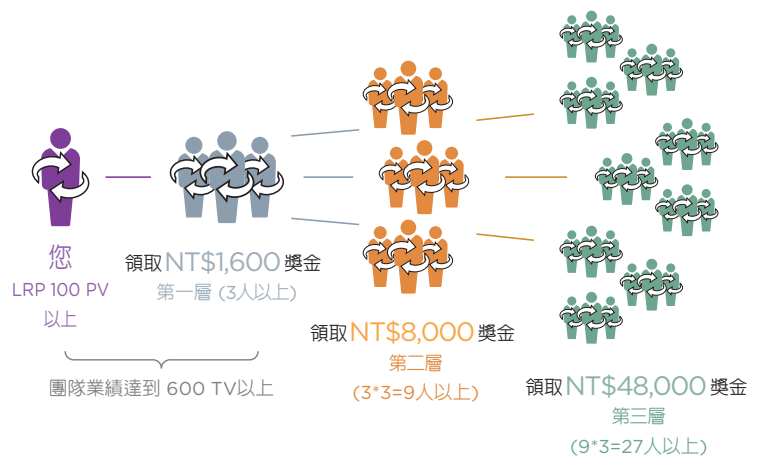 您
LRP 100 PV
以上
領取NT$1,600獎金
第一層 (3人以上)
團隊業績達到 600 TV以上
領取NT$8,000獎金
第二層
(3*3=9人以上)
領取NT$48,000獎金
第三層
(9*3=27人以上)